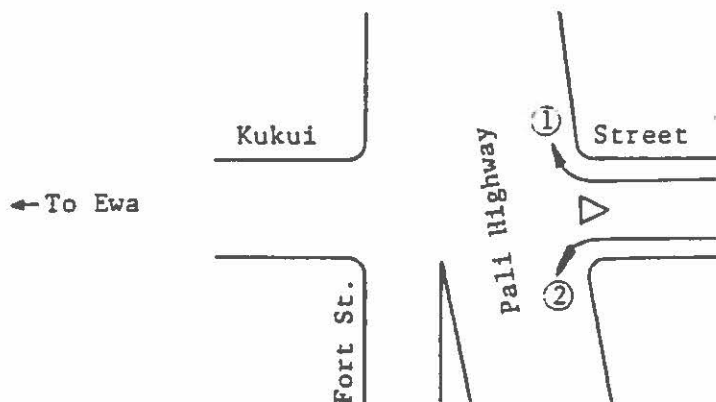 ①
Kukui
Street
← To Ewa
Pali Highway
②
Fort St.